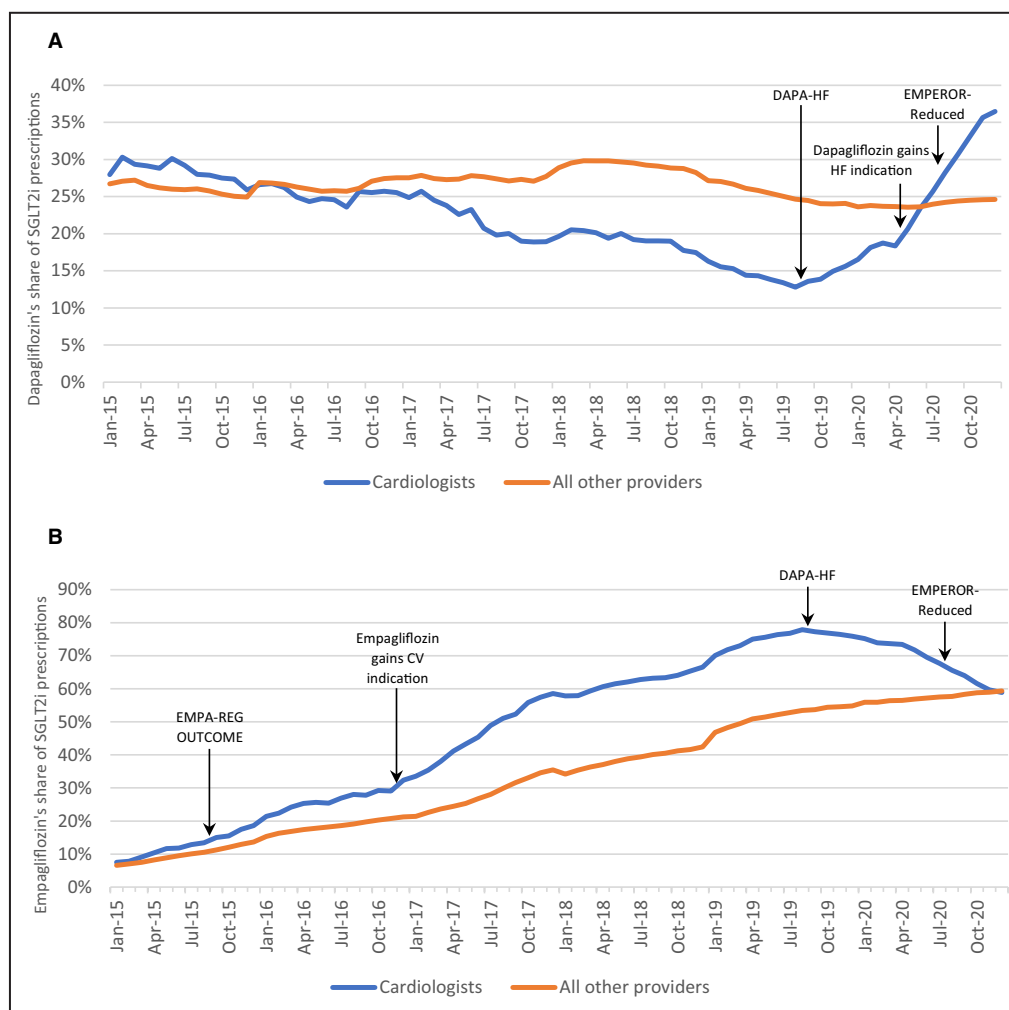 A
Dapagliflozin's share of SGLT2i prescriptions
40%
35%
30%
25%
20%
15%
10%
5%
0%
DAPA-HF
EMPEROR-
Reduced
Dapagliflozin gains
HF indication
Jan-15
Apr-15
Jul-15
Oct-15
Jan-16
Apr-16
Jul-16
Oct-16
Jan-17
Apr-17
Jul-17
Oct-17
Jan-18
Apr-18
Jul-18
Oct-18
Jan-19
Apr-19
Jul-19
Oct-19
Jan-20
Apr-20
Jul-20
Oct-20
Cardiologists
All other providers
B
Empagliflozin's share of SGLT2i prescriptions
90%
80%
70%
60%
50%
40%
30%
20%
10%
0%
EMPA-REG
OUTCOME
Empagliflozin
gains CV
indication
DAPA-HF
EMPEROR-
Reduced
Jan-15
Apr-15
Jul-15
Oct-15
Jan-16
Apr-16
Jul-16
Oct-16
Jan-17
Apr-17
Jul-17
Oct-17
Jan-18
Apr-18
Jul-18
Oct-18
Jan-19
Apr-19
Jul-19
Oct-19
Jan-20
Apr-20
Jul-20
Oct-20
Cardiologists
All other providers